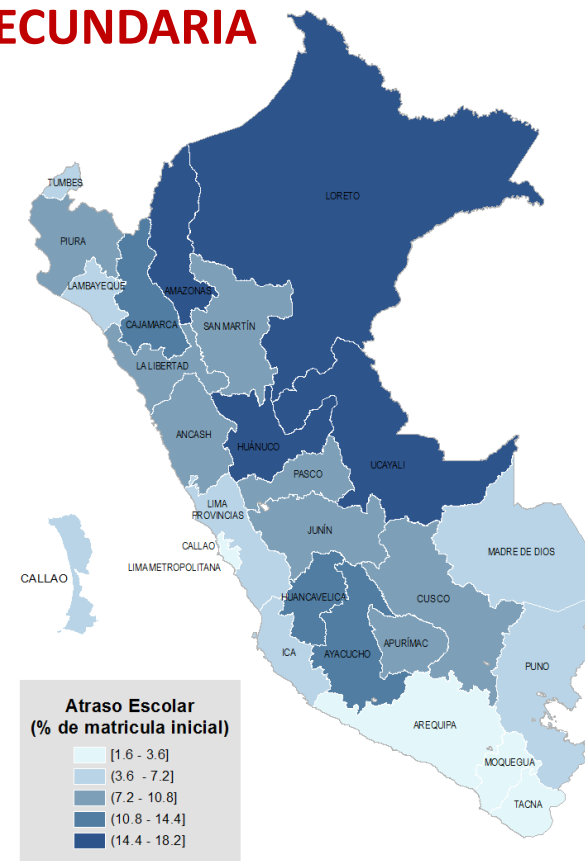 ECUNDARIA
TUMBES
LORETO
PIURA
LAMBAYEQUE
AMAZONAS
CAJAMARCA
SAN MARTÍN
LA LIBERTAD
ANCASH
HUÁNUCO
UCAYALI
PASCO
LIMA
PROVINCIAS
JUNÍN
CALLAO
MADRE DE DIOS
LIMA METROPOLITANA
CALLAO
HUANCAVELICA
CUSCO
ICA
AYACUCHO
APURÍMAC
PUNO
AREQUIPA
MOQUEGUA
TACNA
Atraso Escolar
(% de matricula inicial)
[1.6 - 3.6]
(3.6 - 7.2]
(7.2 - 10.8]
(10.8 - 14.4]
(14.4 - 18.2]